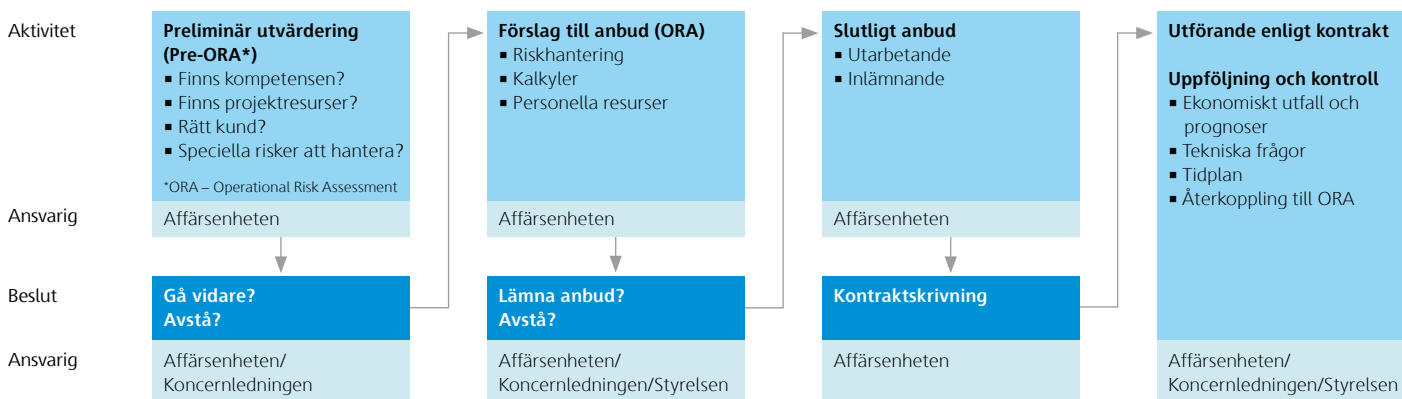 Aktivitet
Preliminär utvärdering
(Pre-ORA*)
▪ Finns kompetensen?
▪ Finns projektresurser?
▪ Rätt kund?
▪ Speciella risker att hantera?
*ORA – Operational Risk Assessment
Förslag till anbud (ORA)
▪ Riskhantering
▪ Kalkyler
▪ Personella resurser
Slutligt anbud
▪ Utarbetande
▪ Inlämnande
Utförande enligt kontrakt
Uppföljning och kontroll
▪ Ekonomiskt utfall och
prognoser
▪ Tekniska frågor
▪ Tidplan
▪ Återkoppling till ORA
Ansvarig
Affärsenheten
Affärsenheten
Affärsenheten
Beslut
Gå vidare?
Avstå?
Lämna anbud?
Avstå?
Kontraktskrivning
Ansvarig
Affärsenheten/
Koncernledningen
Affärsenheten/
Koncernledningen/Styrelsen
Affärsenheten
Affärsenheten/
Koncernledningen/Styrelsen